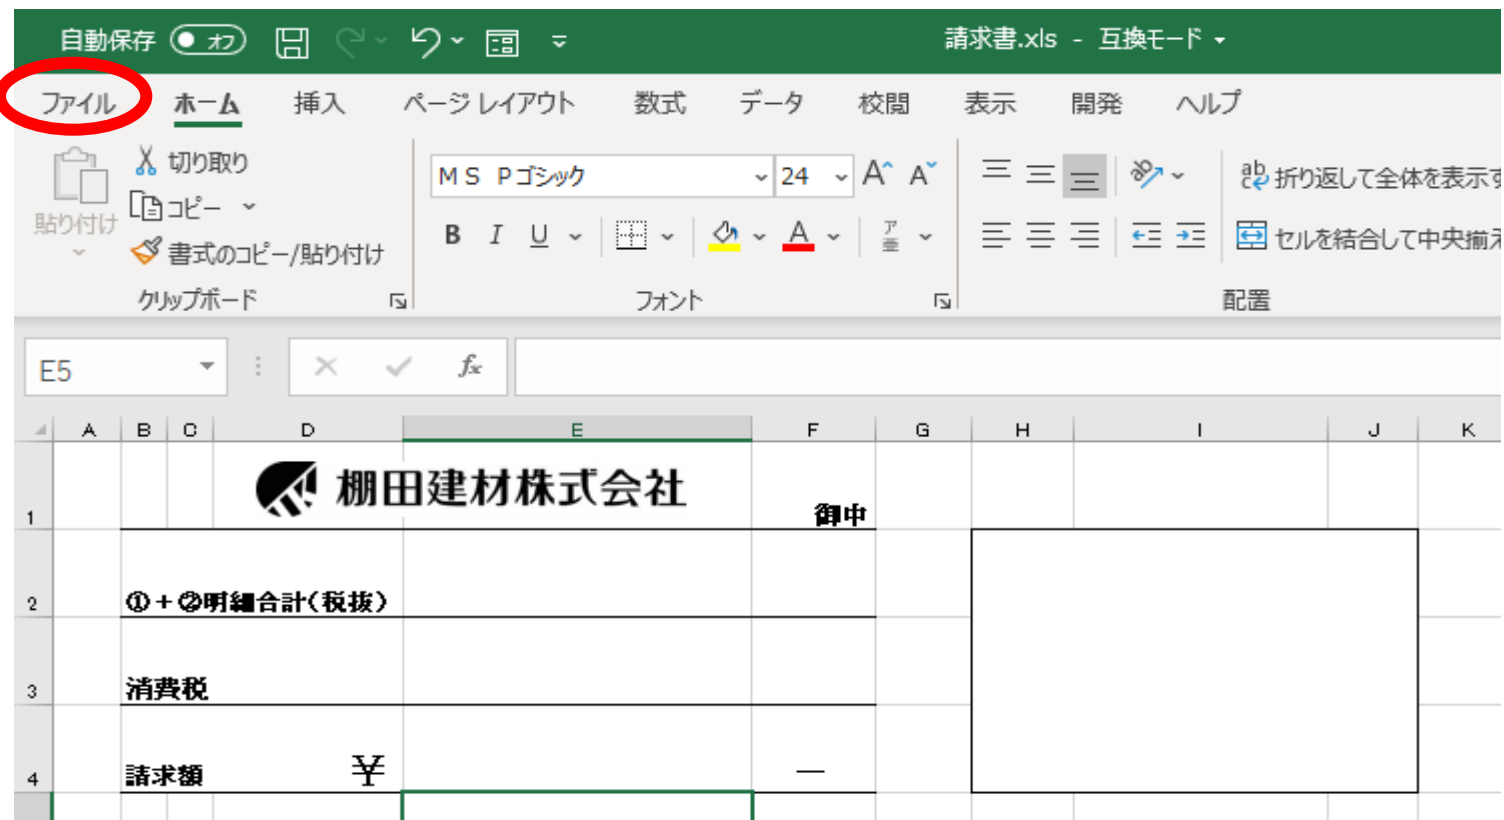 自動保存 オフ 請求書.xls - 互換モード
ファイル ホーム 挿入 ページ レイアウト 数式 データ 校閲 表示 開発 ヘルプ
貼り付け
切り取り
コピー
書式のコピー/貼り付け
クリップボード
ＭＳ Ｐゴシック 24 A A
B I U A ア亜
フォント
ab 折り返して全体を表示す
セルを結合して中央揃え
配置
E5 fx
A B C D E F G H I J K
1 棚田建材株式会社 御中
2 ①＋②明細合計（税抜）
3 消費税
4 請求額 ¥ ―